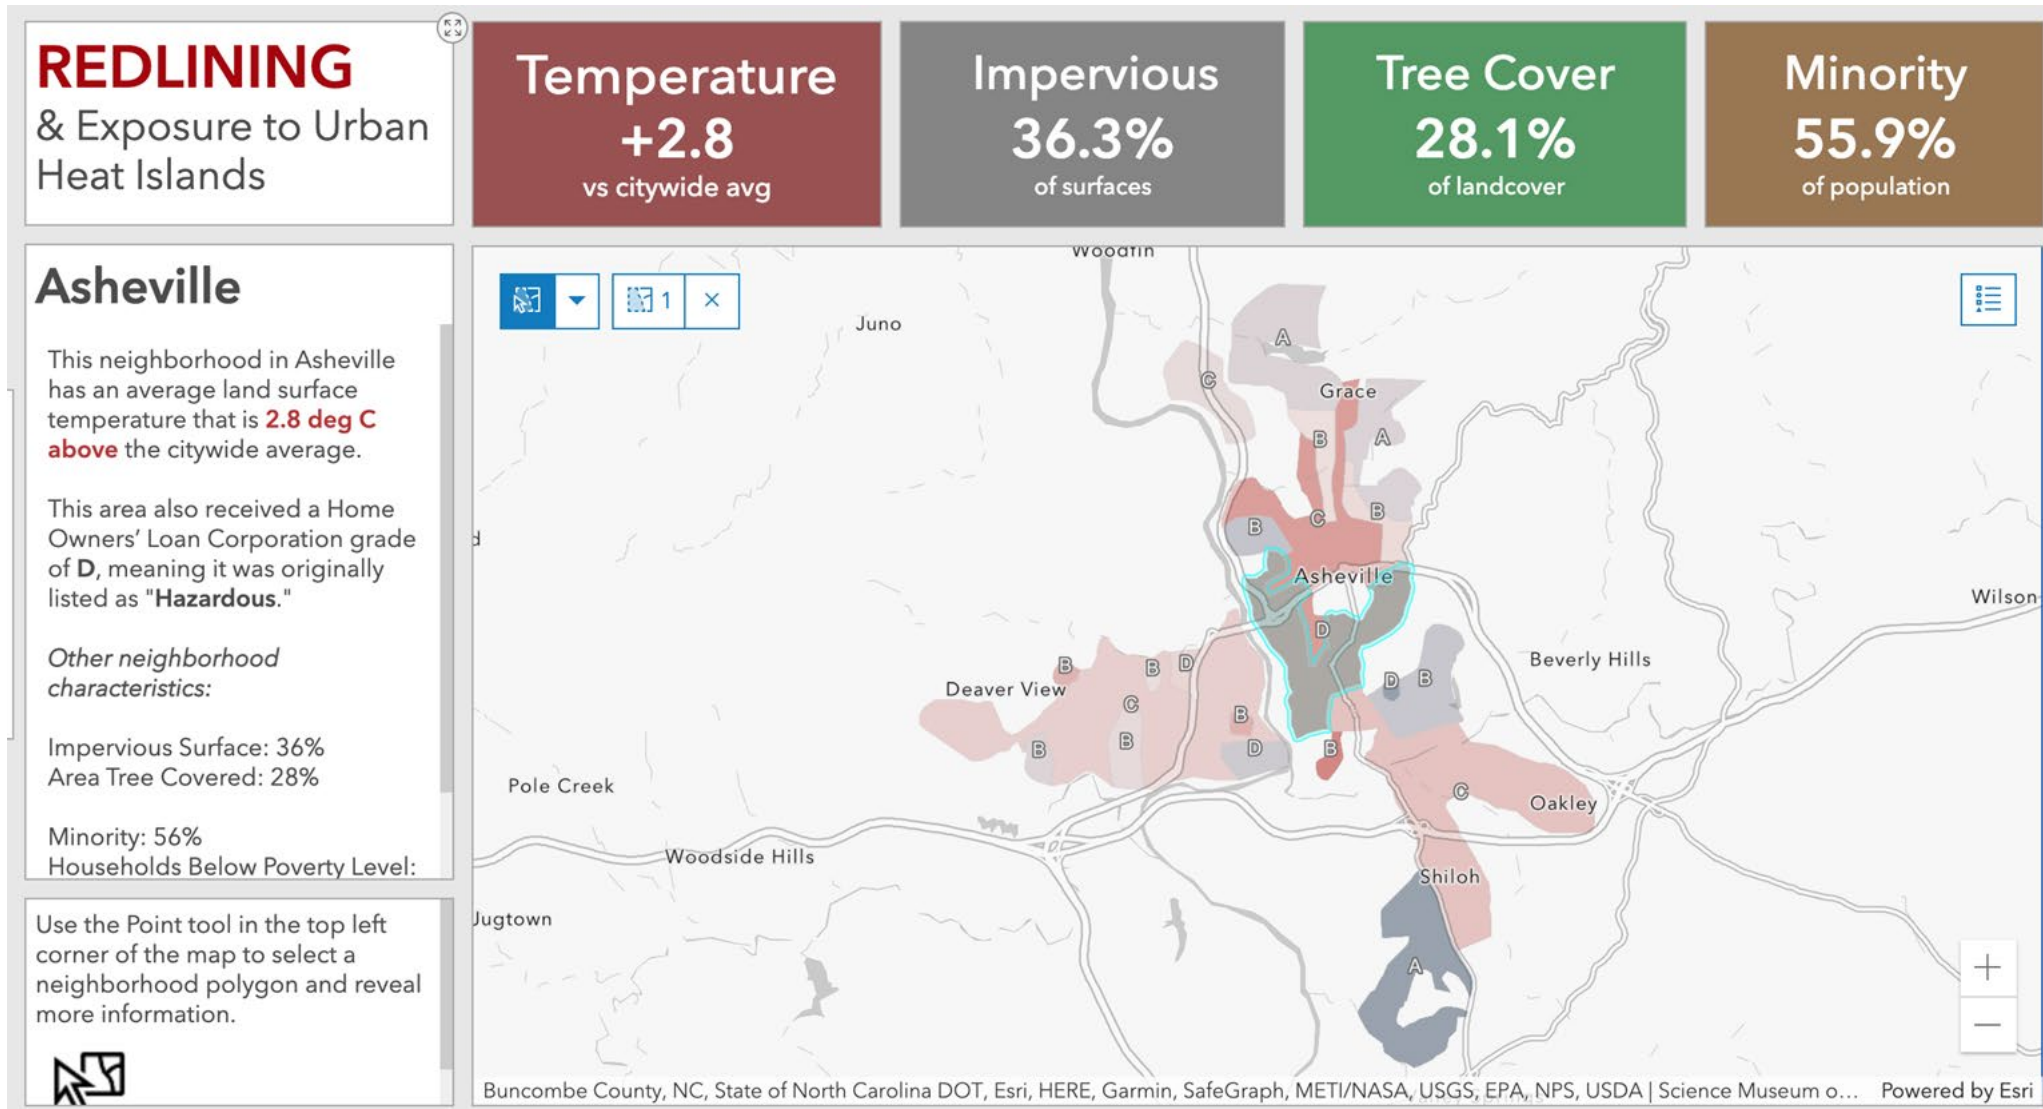 REDLINING
& Exposure to Urban
Heat Islands
Temperature
+2.8
vs citywide avg
Impervious
36.3%
of surfaces
Tree Cover
28.1%
of landcover
Minority
55.9%
of population
Asheville
This neighborhood in Asheville
has an average land surface
temperature that is 2.8 deg C
above the citywide average.
This area also received a Home
Owners' Loan Corporation grade
of D, meaning it was originally
listed as "Hazardous."
Other neighborhood
characteristics:
Impervious Surface: 36%
Area Tree Covered: 28%
Minority: 56%
Households Below Poverty Level:
Use the Point tool in the top left
corner of the map to select a
neighborhood polygon and reveal
more information.
1
Woodfin
Juno
A
C
Grace
B
A
B
C
B
d
Asheville
Wilson
D
B
B
D
Beverly Hills
Deaver View
D
B
C
B
B
B
D
B
Pole Creek
C
Oakley
Woodside Hills
Shiloh
Jugtown
A
Buncombe County, NC, State of North Carolina DOT, Esri, HERE, Garmin, SafeGraph, METI/NASA, USGS, EPA, NPS, USDA | Science Museum o...
Powered by Esri